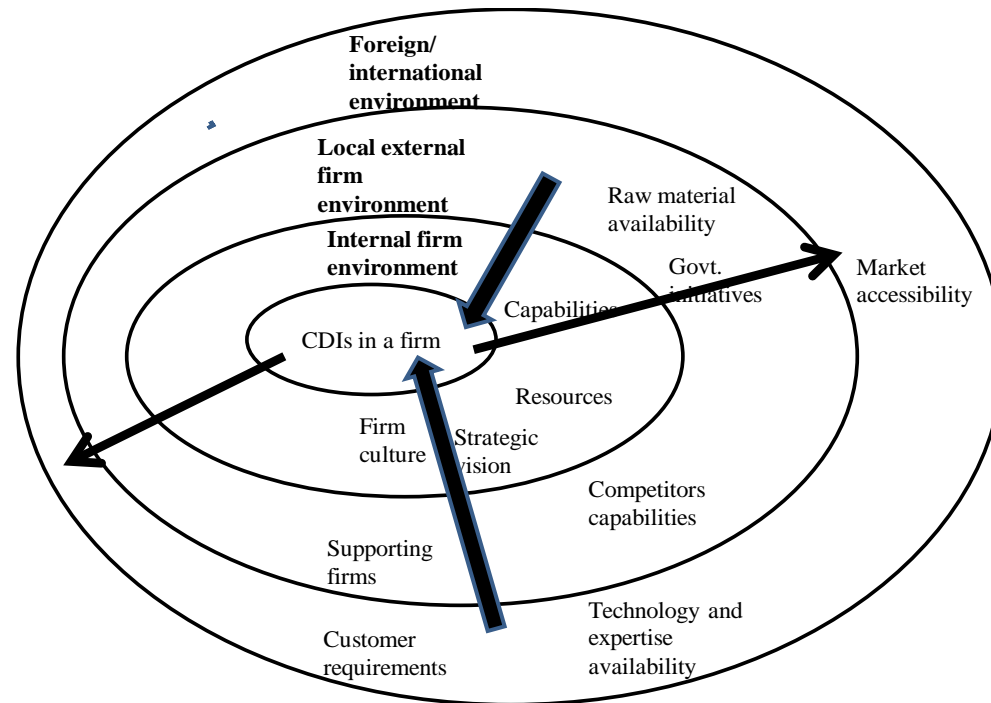 Foreign/
international
environment
Local external
firm
environment
Internal firm
environment
Raw material
availability
Govt.
initiatives
Market
accessibility
Capabilities
CDIs in a firm
Resources
Firm
culture
Strategic
vision
Competitors
capabilities
Supporting
firms
Technology and
expertise
availability
Customer
requirements